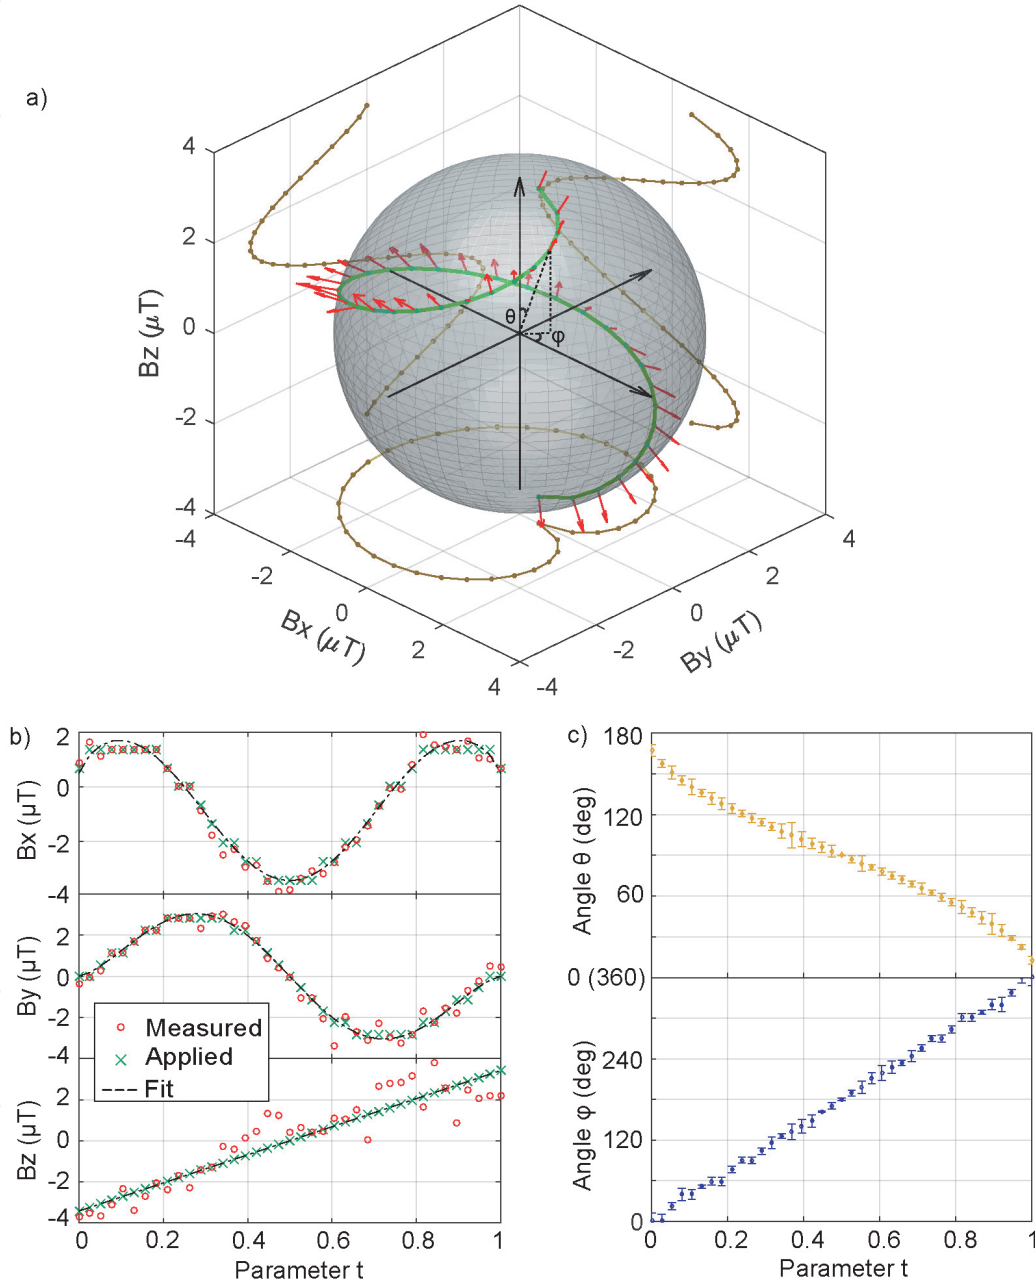 a)
4
2
0
-2
-4
Bz (μT)
θ
φ
-4
-2
0
2
4
Bx (μT)
-4
-2
0
2
4
By (μT)
b)
2
0
-2
-4
Bx (μT)
2
0
-2
-4
By (μT)
Measured
Applied
Fit
2
0
-2
-4
Bz (μT)
0
0.2
0.4
0.6
0.8
1
Parameter t
c)
180
120
60
0 (360)
Angle θ (deg)
240
120
0
Angle φ (deg)
0
0.2
0.4
0.6
0.8
1
Parameter t